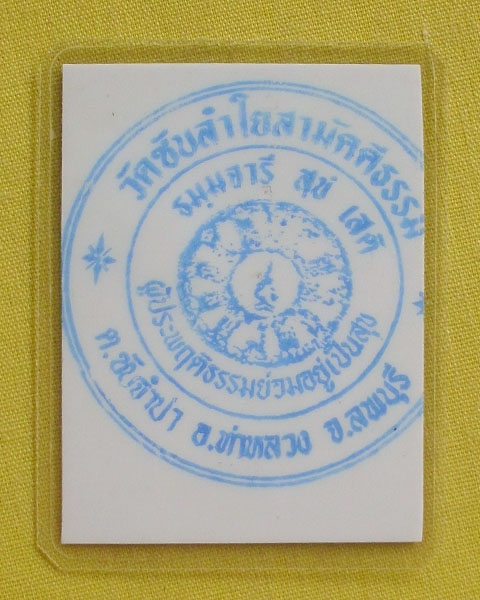 วัดซับลำใยสามัคคีธรรม
ธมฺมจารี สุขํ เสติ
ผู้ประพฤติธรรมย่อมอยู่เป็นสุข
ต.ซับจำปา อ.ท่าหลวง จ.ลพบุรี